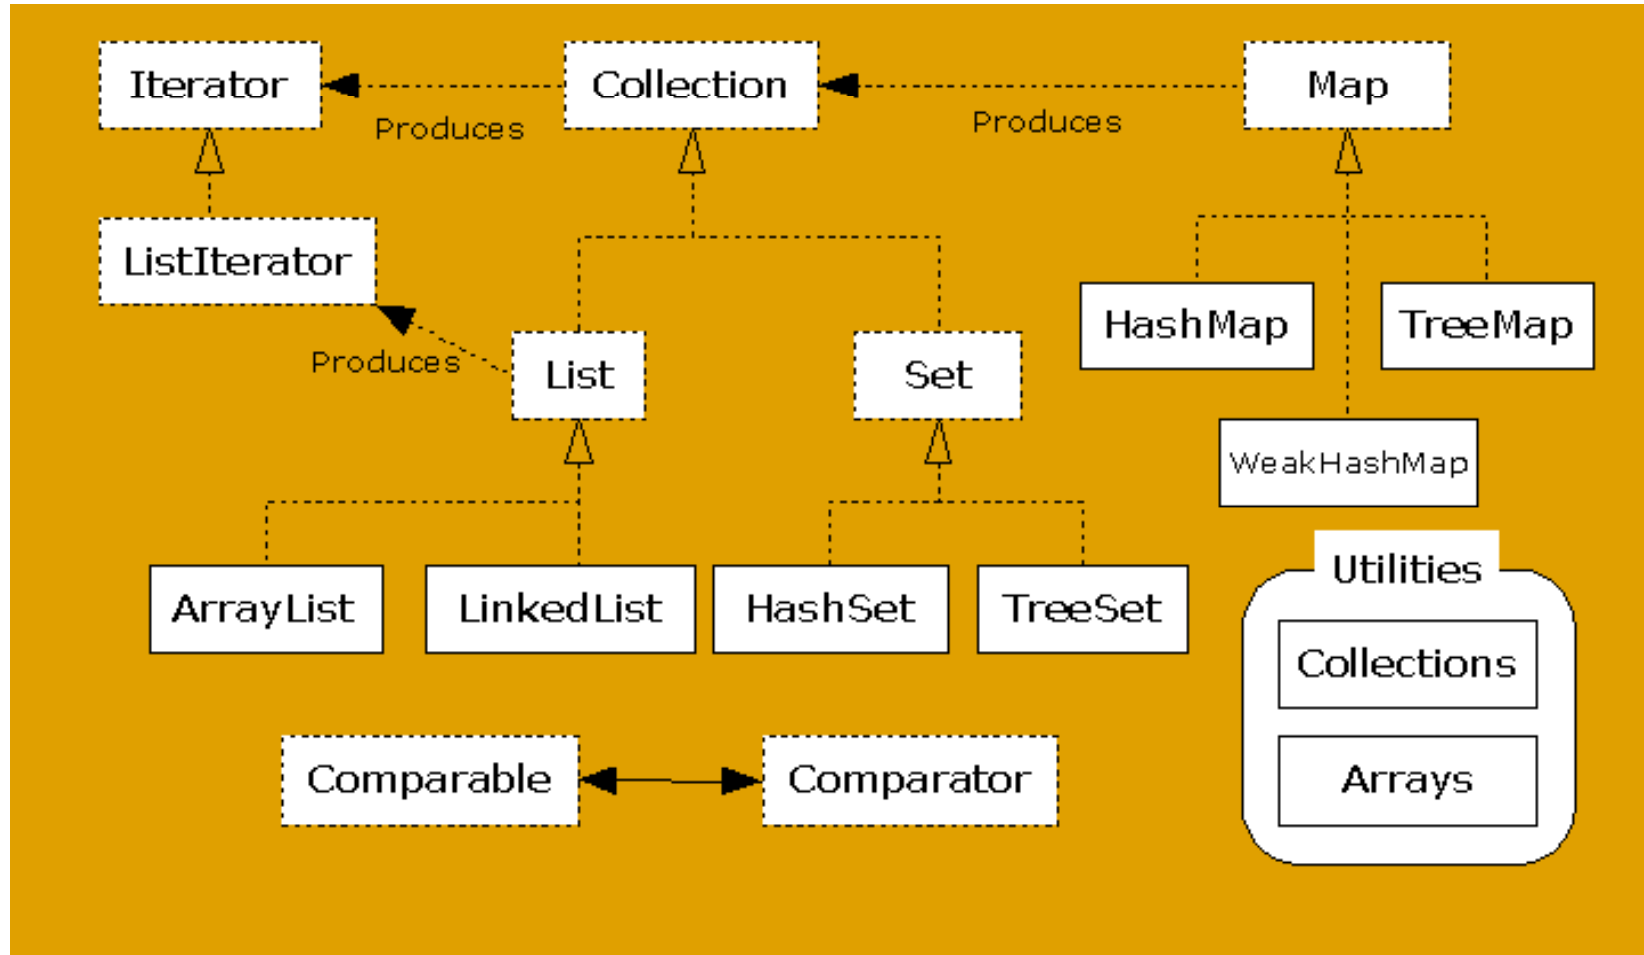 Iterator
Collection
Map
Produces
Produces
ListIterator
HashMap
TreeMap
Produces
List
Set
WeakHashMap
Utilities
ArrayList
LinkedList
HashSet
TreeSet
Collections
Comparable
Comparator
Arrays